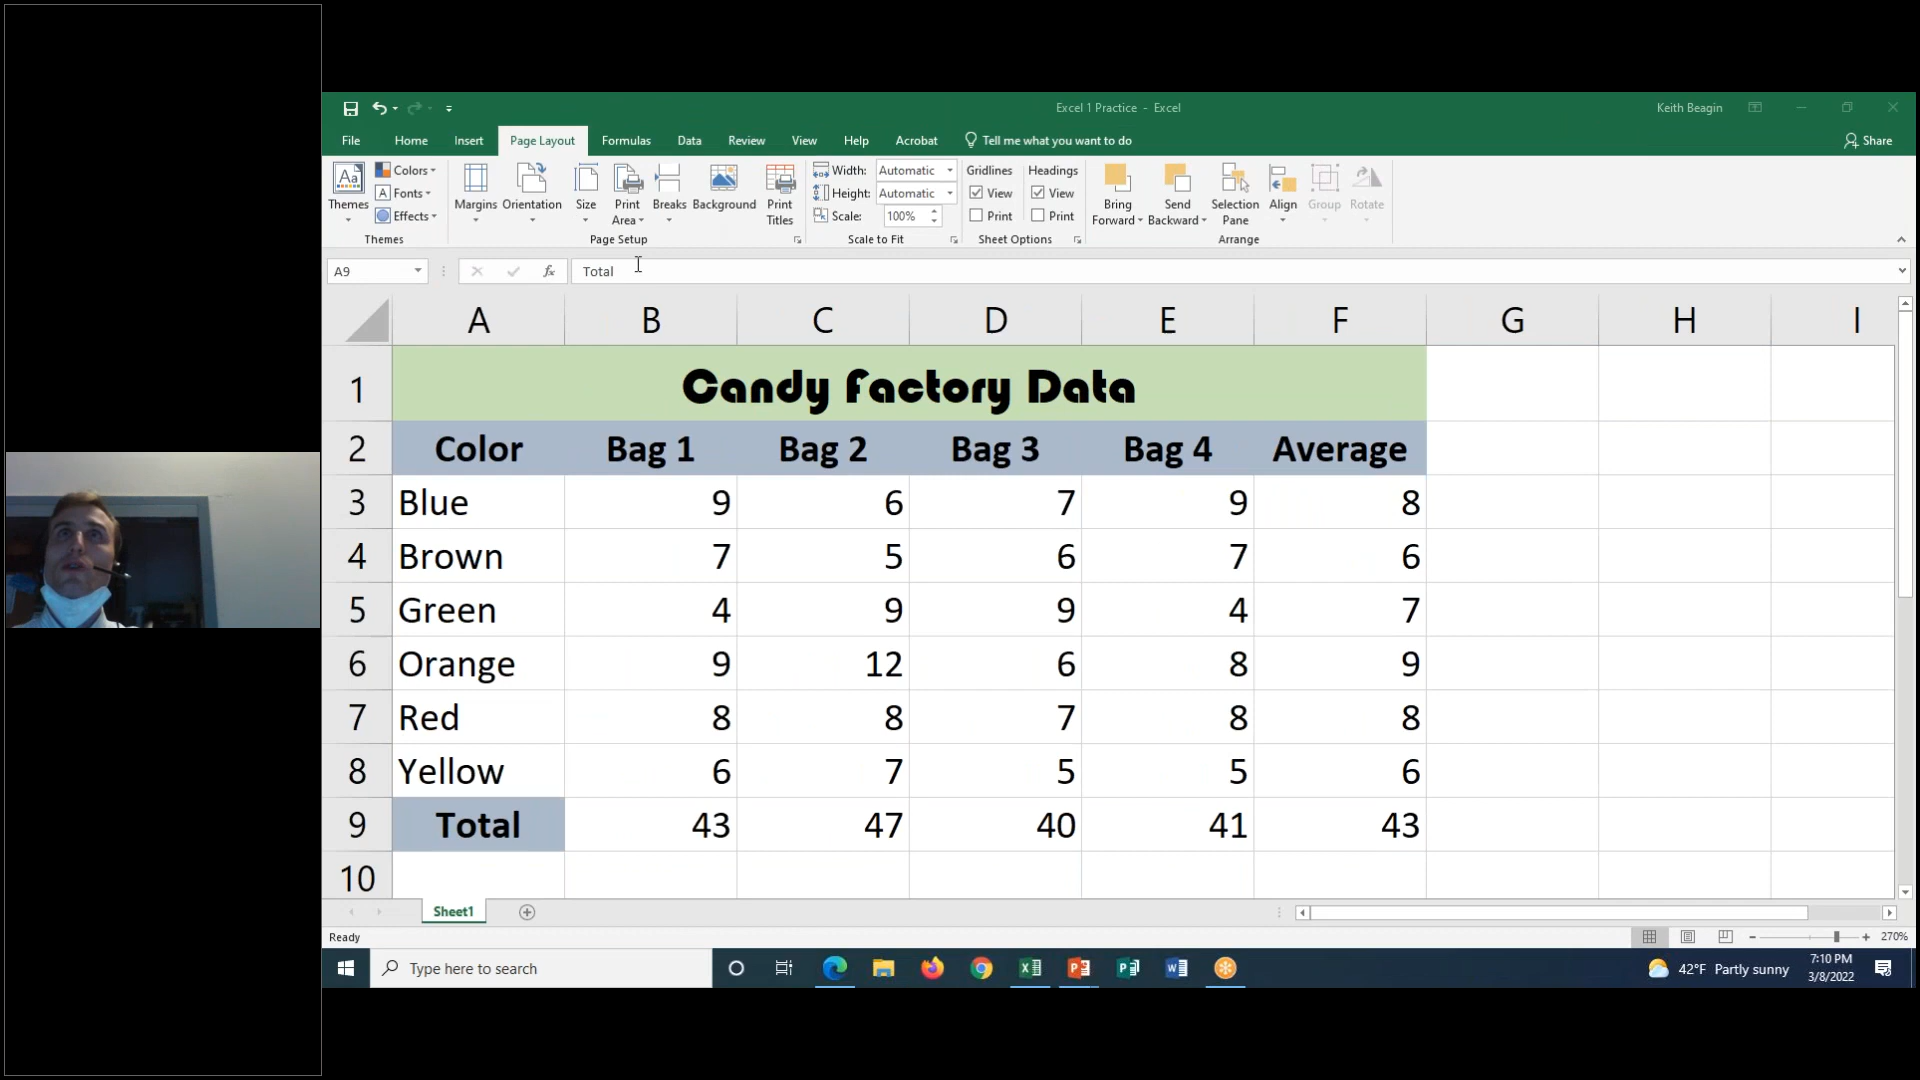 Excel 1 Practice - Excel
Keith Beagin
File Home Insert Page Layout Formulas Data Review View Help Acrobat Tell me what you want to do Share
Themes
Colors
Fonts
Effects
Themes
Margins
Orientation
Size
Print Area
Breaks
Background
Print Titles
Page Setup
Width: Automatic
Height: Automatic
Scale: 100%
Scale to Fit
Gridlines
View
Print
Headings
View
Print
Sheet Options
Bring Forward
Send Backward
Selection Pane
Align
Group
Rotate
Arrange
A9 fx Total
A B C D E F G H I
1 Candy Factory Data
2 Color Bag 1 Bag 2 Bag 3 Bag 4 Average
3 Blue 9 6 7 9 8
4 Brown 7 5 6 7 6
5 Green 4 9 9 4 7
6 Orange 9 12 6 8 9
7 Red 8 8 7 8 8
8 Yellow 6 7 5 5 6
9 Total 43 47 40 41 43
10
Sheet1
Ready
270%
Type here to search
42°F Partly sunny
7:10 PM
3/8/2022